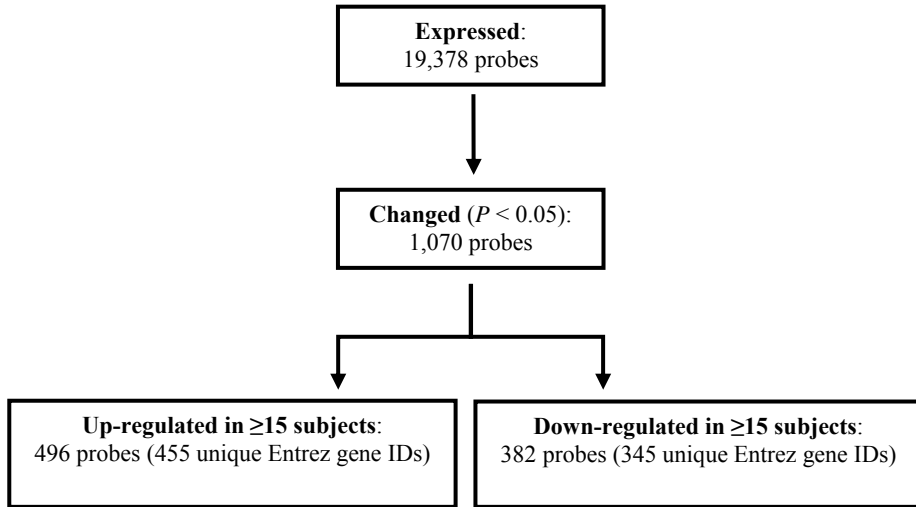 Expressed:
19,378 probes
Changed (P < 0.05):
1,070 probes
Up-regulated in ≥15 subjects:
496 probes (455 unique Entrez gene IDs)
Down-regulated in ≥15 subjects:
382 probes (345 unique Entrez gene IDs)